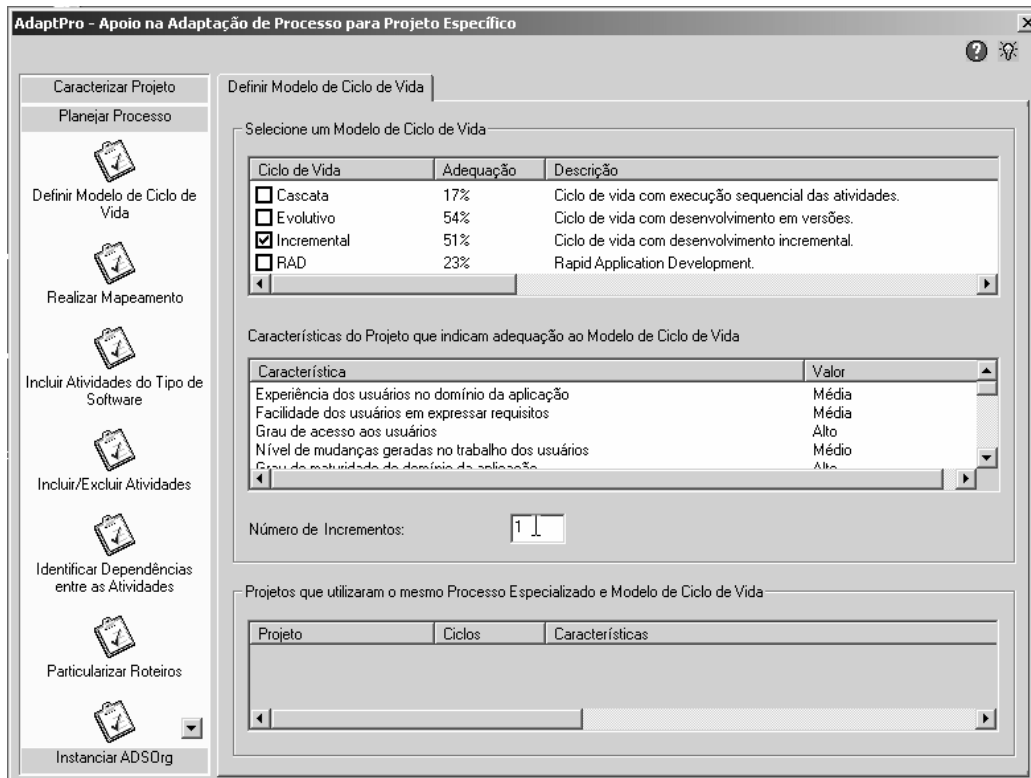 AdaptPro - Apoio na Adaptação de Processo para Projeto Específico
Caracterizar Projeto
Planejar Processo
Definir Modelo de Ciclo de
Vida
Realizar Mapeamento
Incluir Atividades do Tipo de
Software
Incluir/Excluir Atividades
Identificar Dependências
entre as Atividades
Particularizar Roteiros
Instanciar ADSOrg
Definir Modelo de Ciclo de Vida
Selecione um Modelo de Ciclo de Vida
Ciclo de Vida Adequação Descrição
Cascata 17% Ciclo de vida com execução sequencial das atividades.
Evolutivo 54% Ciclo de vida com desenvolvimento em versões.
Incremental 51% Ciclo de vida com desenvolvimento incremental.
RAD 23% Rapid Application Development.
Características do Projeto que indicam adequação ao Modelo de Ciclo de Vida
Característica Valor
Experiência dos usuários no domínio da aplicação Média
Facilidade dos usuários em expressar requisitos Média
Grau de acesso aos usuários Alto
Nível de mudanças geradas no trabalho dos usuários Médio
Grau de maturidade do domínio da aplicação Alto
Número de Incrementos: 1
Projetos que utilizaram o mesmo Processo Especializado e Modelo de Ciclo de Vida
Projeto Ciclos Características